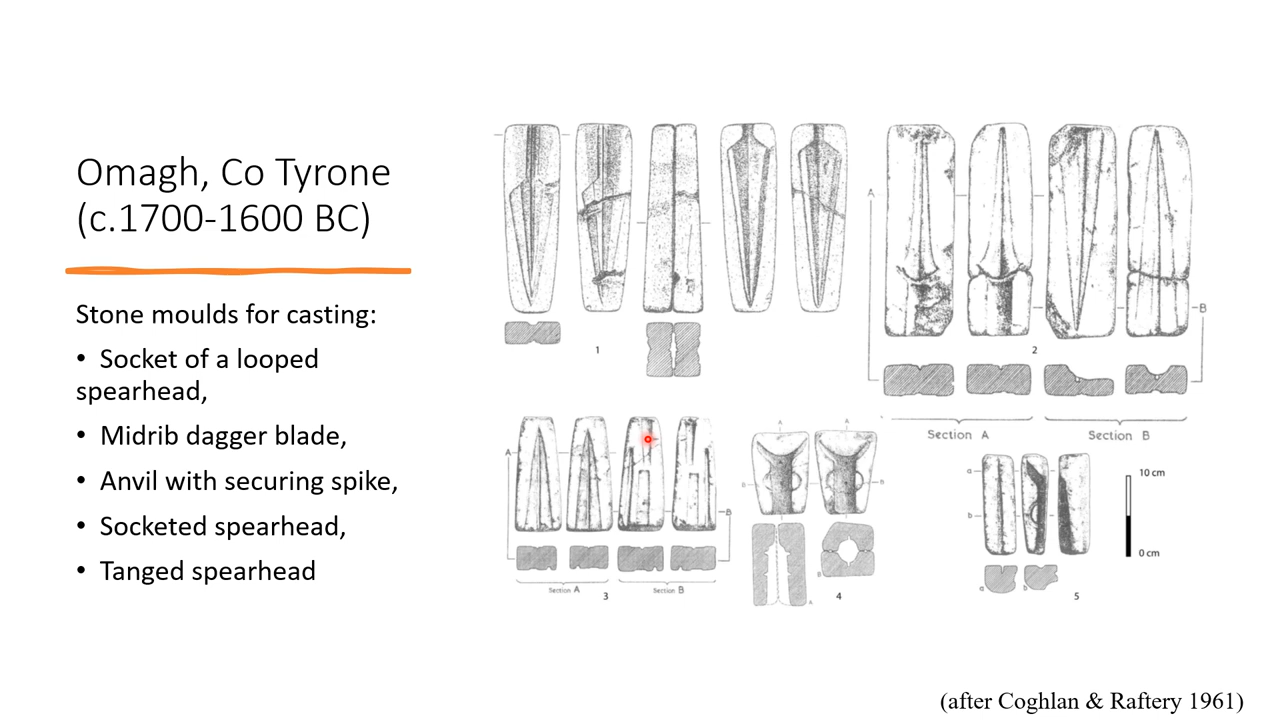 Omagh, Co Tyrone
(c.1700-1600 BC)
Stone moulds for casting:
• Socket of a looped
spearhead,
• Midrib dagger blade,
• Anvil with securing spike,
• Socketed spearhead,
• Tanged spearhead
1
A
B
2
Section A
Section B
A
B
Section A
3
Section B
A
A
B
B
B
A
4
a
b
a
b
5
10 cm
0 cm
(after Coghlan & Raftery 1961)